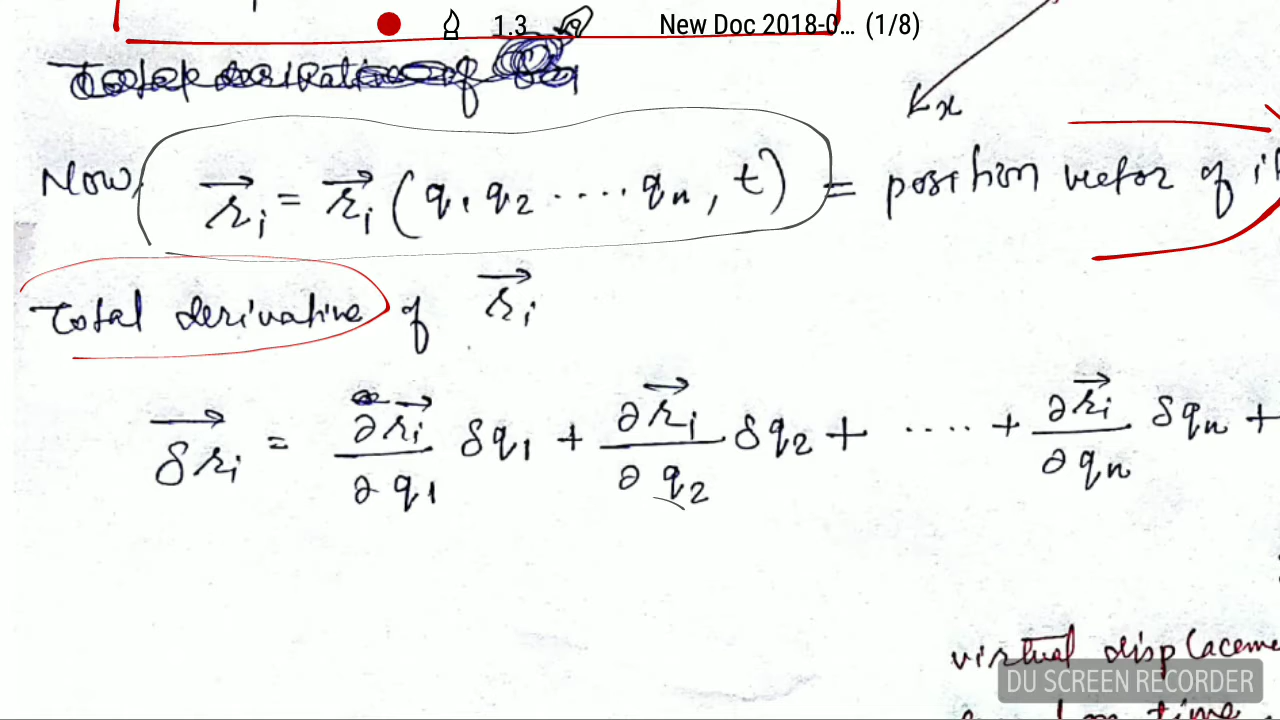 1.3 New Doc 2018-0... (1/8)
Now, r⃗ᵢ = r⃗ᵢ (q₁ q₂ .... qₙ, t) = position vector of
Total derivative of r⃗ᵢ
δr⃗ᵢ = ∂r⃗ᵢ/∂q₁ δq₁ + ∂r⃗ᵢ/∂q₂ δq₂ + .... + ∂r⃗ᵢ/∂qₙ δqₙ +
x
virtual displaceme
DU SCREEN RECORDER
time